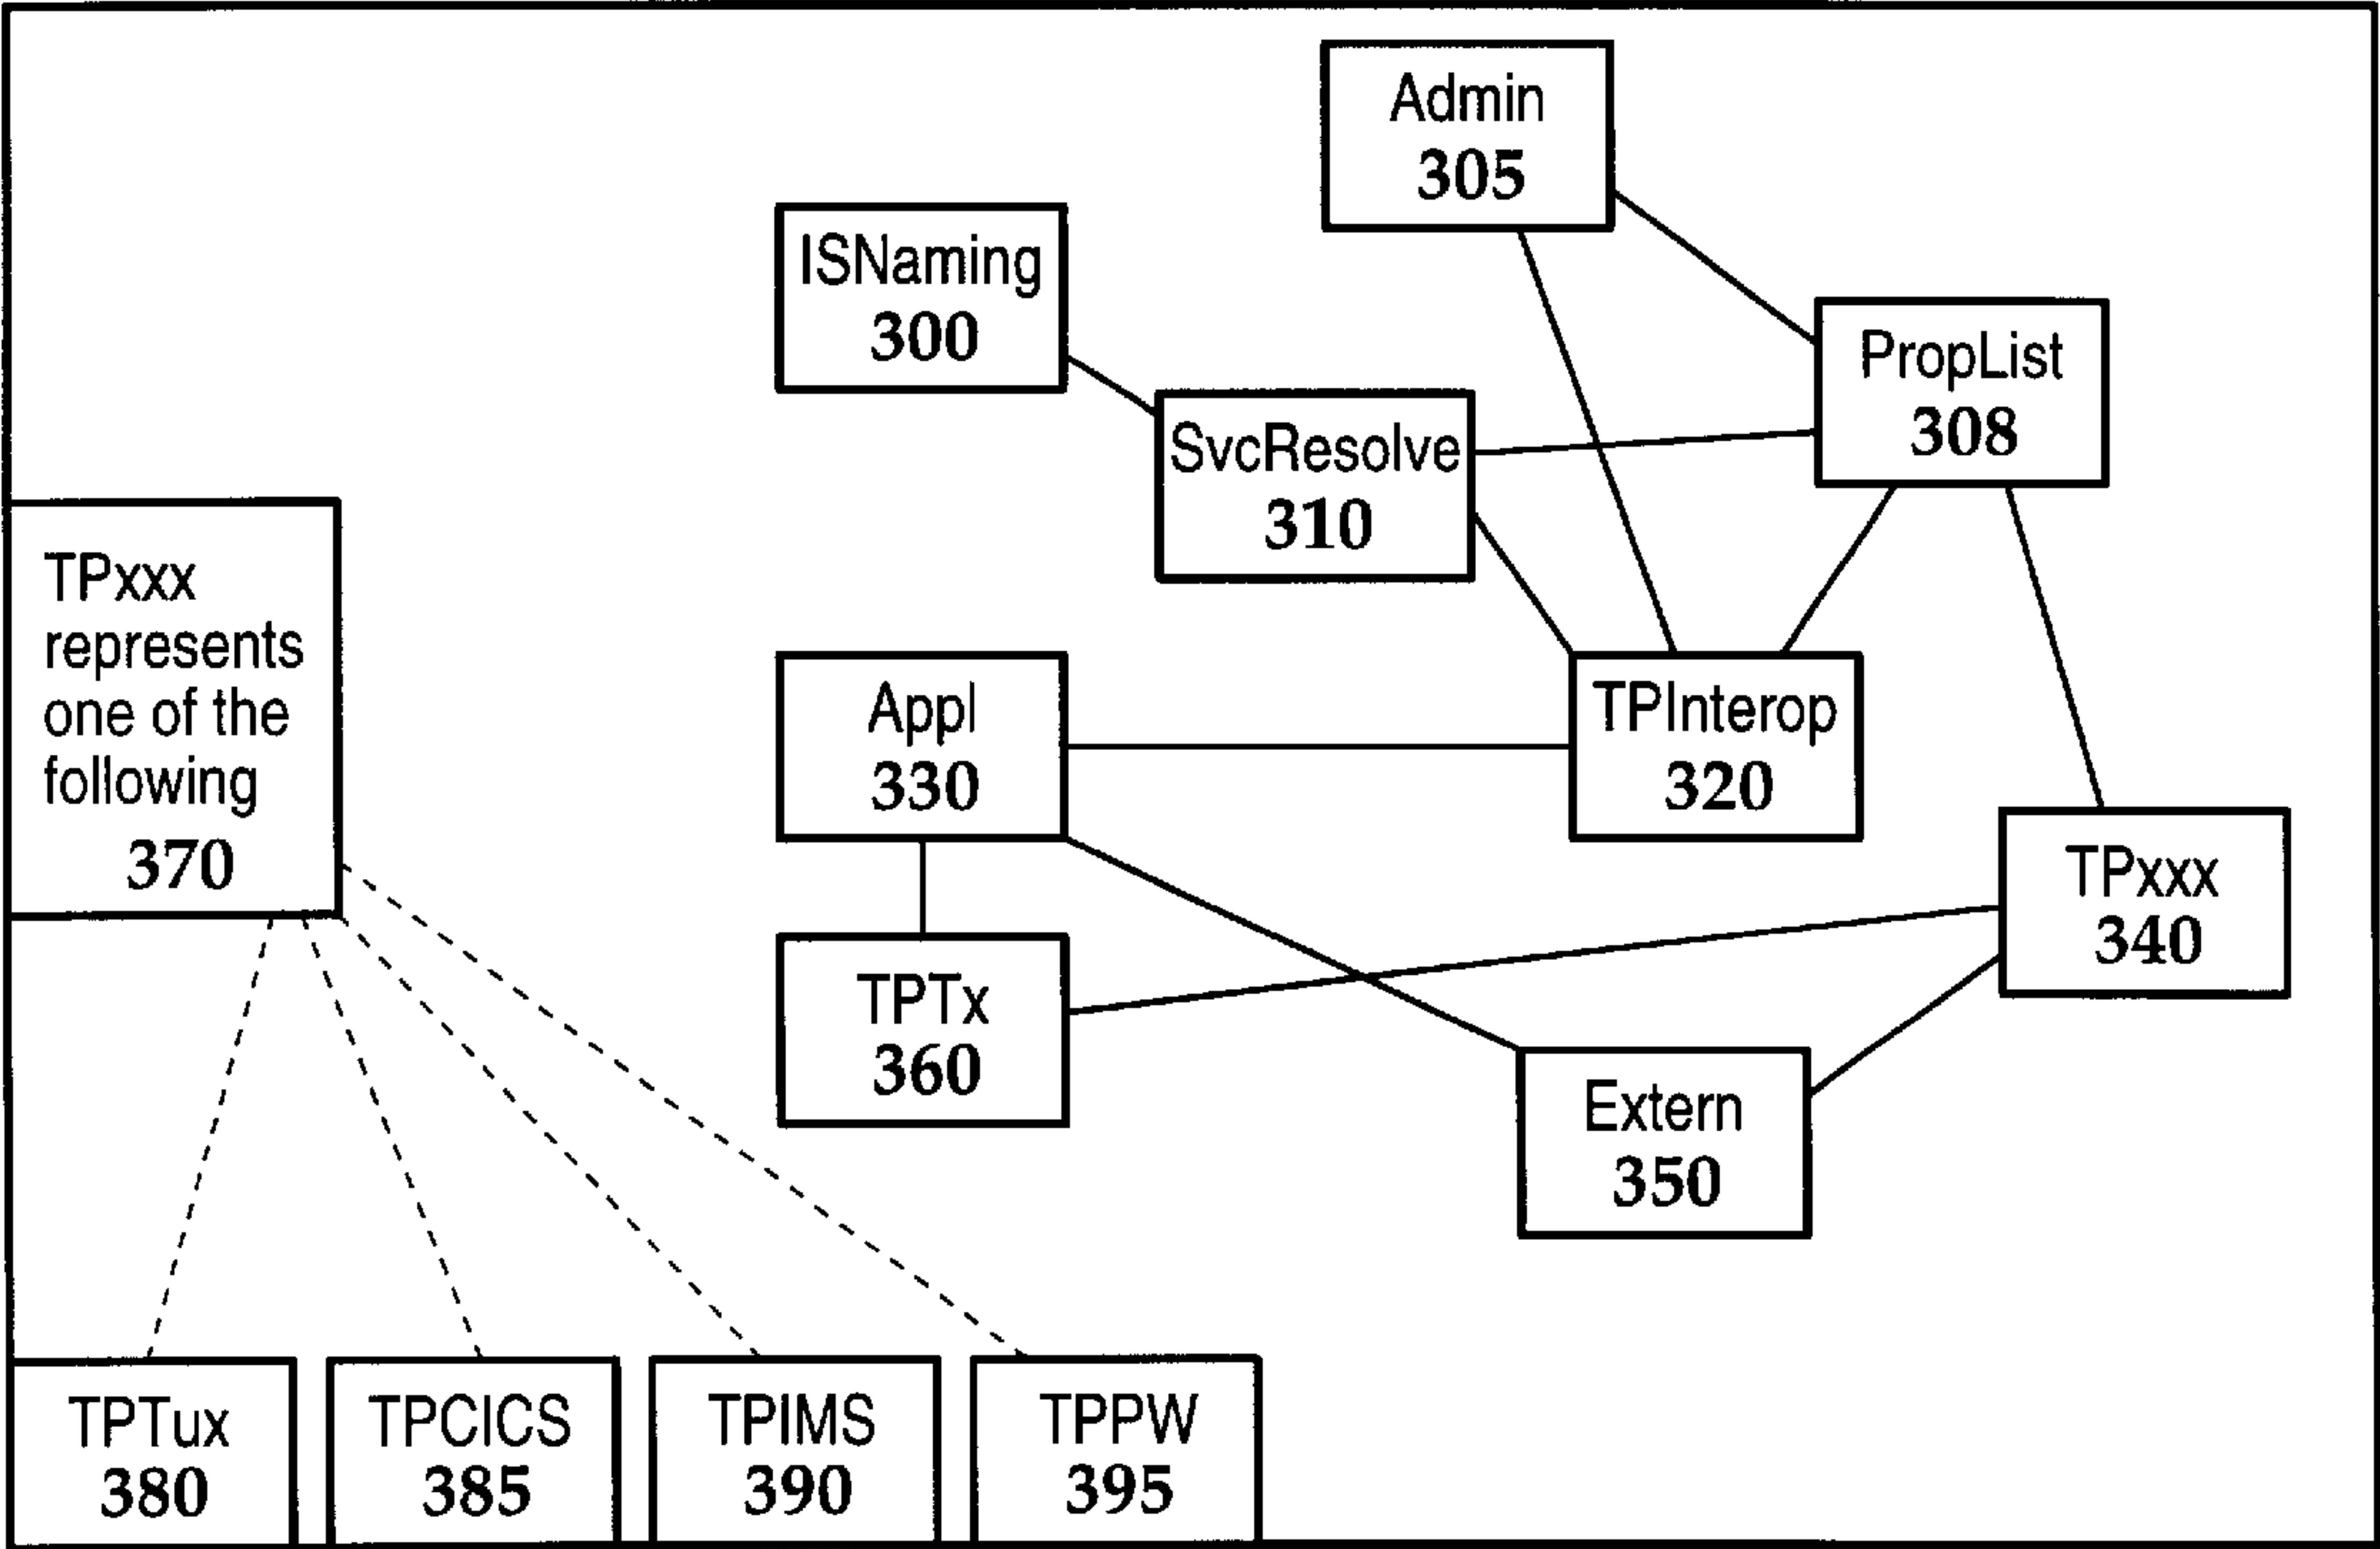 Admin
305
ISNaming
300
PropList
308
SvcResolve
310
TPxxx
represents
one of the
following
370
Appl
330
TPInterop
320
TPxxx
340
TPTx
360
Extern
350
TPTux
380
TPCICS
385
TPIMS
390
TPPW
395